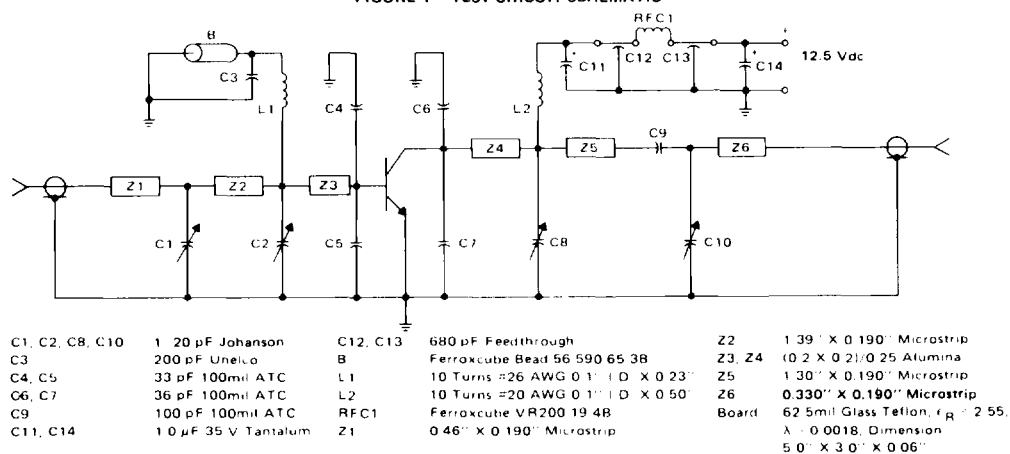 RFC1
B
C3
L1
C4
C6
L2
C11
C12
C13
C14
12.5 Vdc
Z1
Z2
Z3
Z4
Z5
C9
Z6
C1
C2
C5
C7
C8
C10
C1, C2, C8, C10 1 20 pF Johanson
C3 200 pF Unelco
C4, C5 33 pF 100mil ATC
C6, C7 36 pF 100mil ATC
C9 100 pF 100mil ATC
C11, C14 1 0 µF 35 V Tantalum
C12, C13 680 pF Feedthrough
B Ferroxcube Bead 56 590 65 3B
L1 10 Turns #26 AWG 0 1" I D X 0 23"
L2 10 Turns #20 AWG 0 1" I D X 0 50"
RFC1 Ferroxcube VR200 19 4B
Z1 0 46" X 0 190" Microstrip
Z2 1 39" X 0.190" Microstrip
Z3, Z4 (0 2 X 0 2)/0 25 Alumina
Z5 1 30" X 0.190" Microstrip
Z6 0.330" X 0.190" Microstrip
Board 62 5mil Glass Teflon, εR = 2 55,
λ 0 0018, Dimension
5 0" X 3 0" X 0 06"